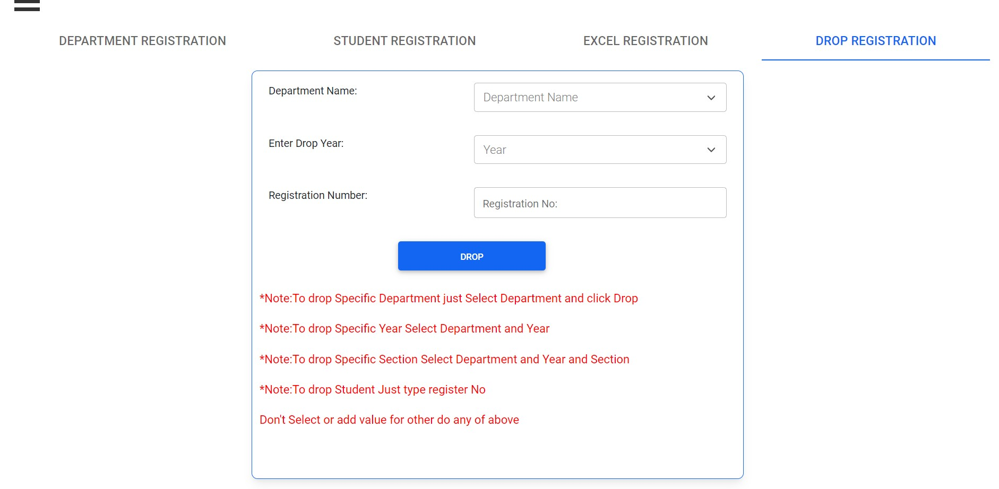 DEPARTMENT REGISTRATION STUDENT REGISTRATION EXCEL REGISTRATION DROP REGISTRATION
Department Name: Department Name
Enter Drop Year: Year
Registration Number: Registration No:
DROP
*Note:To drop Specific Department just Select Department and click Drop
*Note:To drop Specific Year Select Department and Year
*Note:To drop Specific Section Select Department and Year and Section
*Note:To drop Student Just type register No
Don't Select or add value for other do any of above